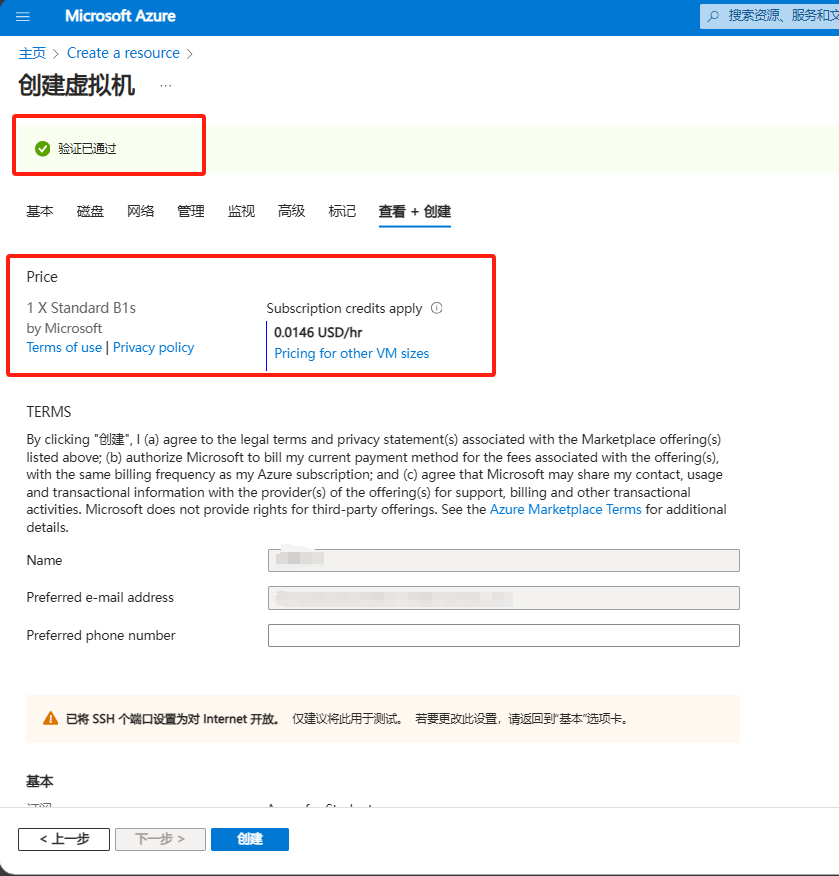 Microsoft Azure
搜索资源、服务和文
主页 > Create a resource >
创建虚拟机 ...
验证已通过
基本 磁盘 网络 管理 监视 高级 标记 查看 + 创建
Price
1 X Standard B1s
by Microsoft
Terms of use | Privacy policy
Subscription credits apply
0.0146 USD/hr
Pricing for other VM sizes
TERMS
By clicking "创建", I (a) agree to the legal terms and privacy statement(s) associated with the Marketplace offering(s)
listed above; (b) authorize Microsoft to bill my current payment method for the fees associated with the offering(s),
with the same billing frequency as my Azure subscription; and (c) agree that Microsoft may share my contact, usage
and transactional information with the provider(s) of the offering(s) for support, billing and other transactional
activities. Microsoft does not provide rights for third-party offerings. See the Azure Marketplace Terms for additional
details.
Name
Preferred e-mail address
Preferred phone number
已将 SSH 个端口设置为对 Internet 开放。 仅建议将此用于测试。 若要更改此设置，请返回到“基本”选项卡。
基本
< 上一步 下一步 > 创建